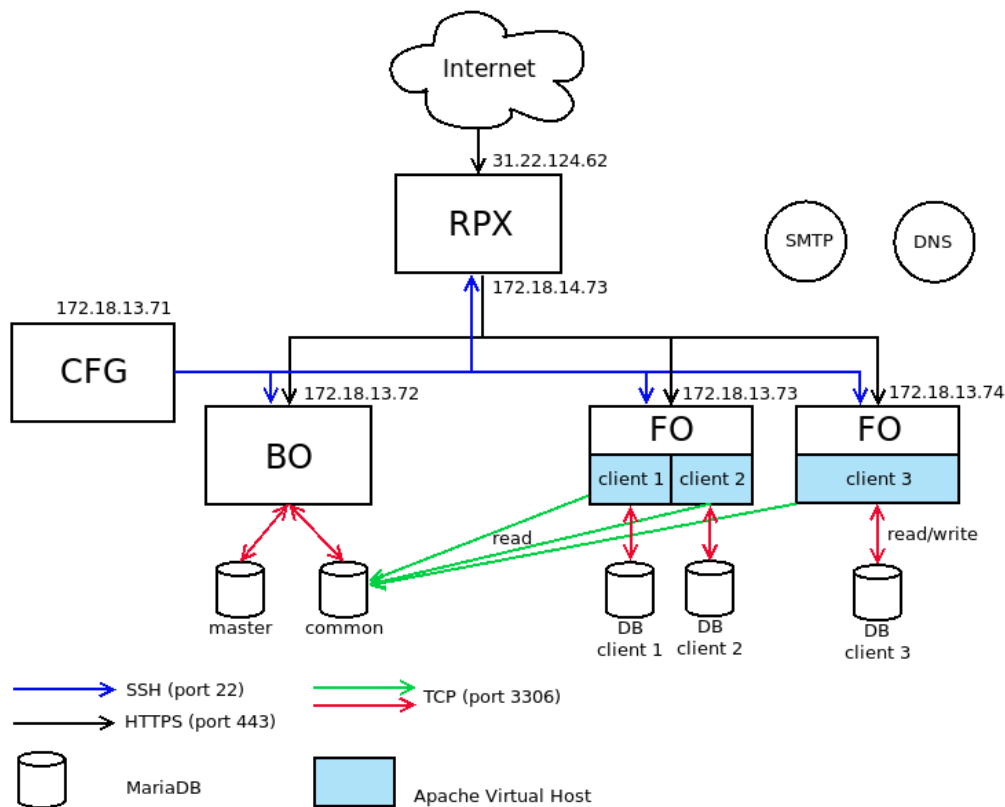 Internet
31.22.124.62
RPX
SMTP
DNS
172.18.14.73
172.18.13.71
CFG
172.18.13.72
172.18.13.73
172.18.13.74
BO
FO
FO
client 1
client 2
client 3
read
read/write
master
common
DB
client 1
DB
client 2
DB
client 3
SSH (port 22)
TCP (port 3306)
HTTPS (port 443)
MariaDB
Apache Virtual Host